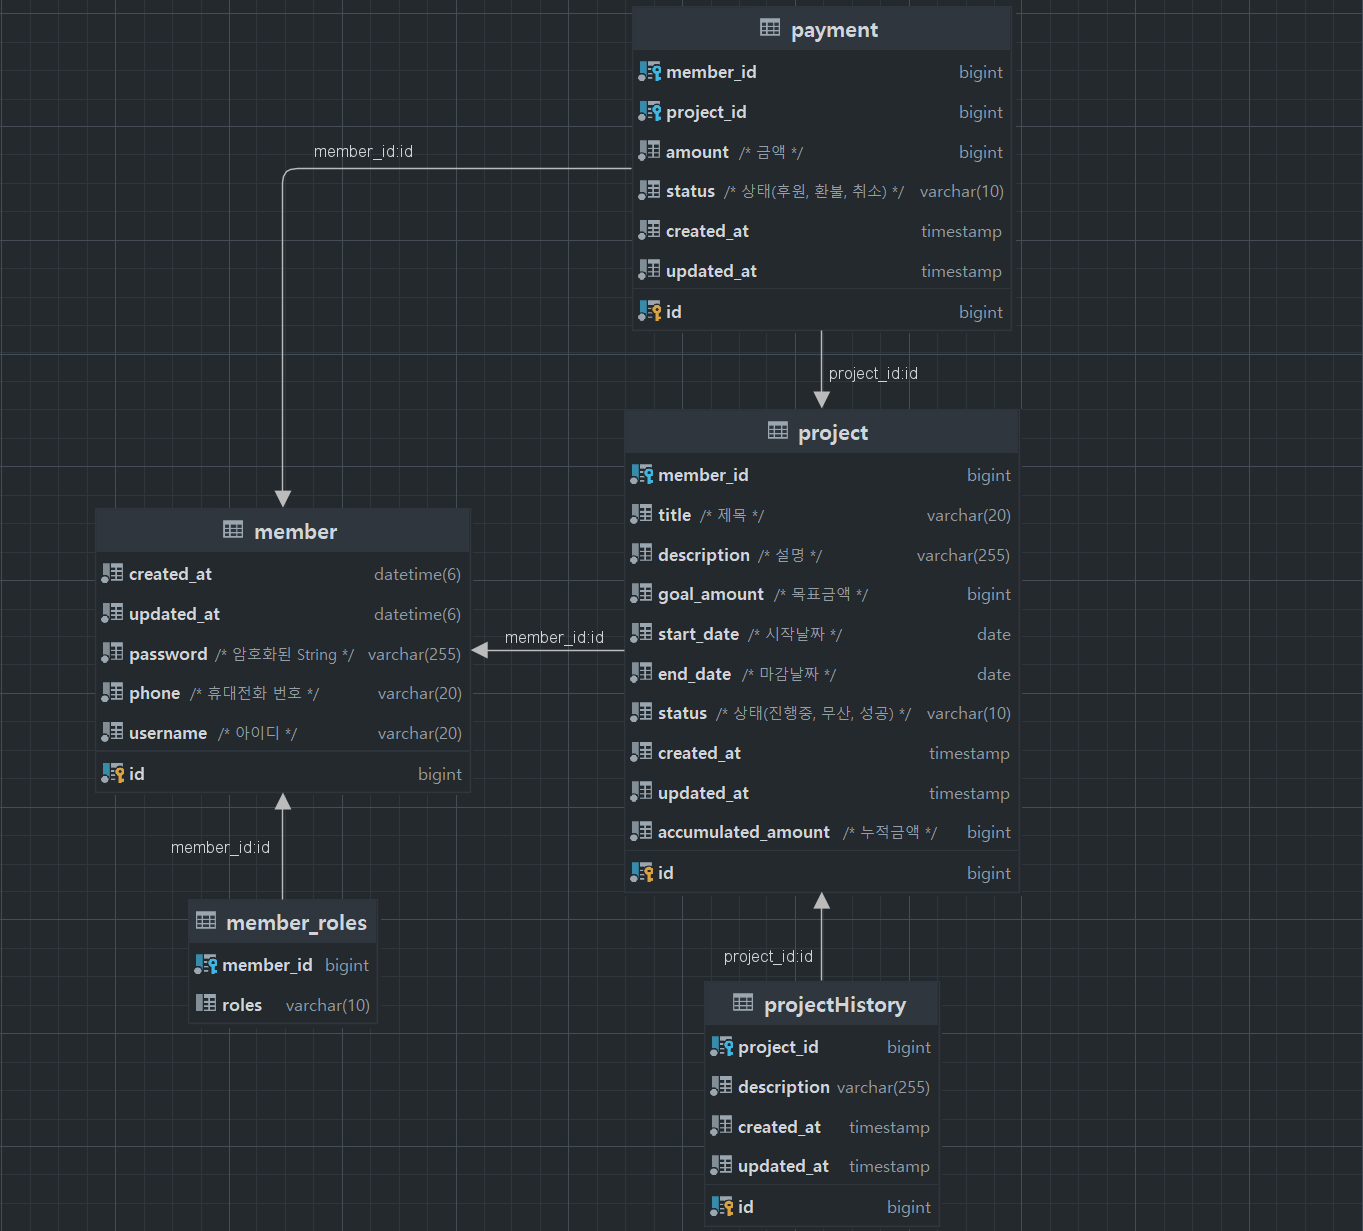 payment
member_id bigint
project_id bigint
amount /* 금액 */ bigint
status /* 상태(후원, 환불, 취소) */ varchar(10)
created_at timestamp
updated_at timestamp
id bigint
member_id:id
project_id:id
project
member_id bigint
title /* 제목 */ varchar(20)
description /* 설명 */ varchar(255)
goal_amount /* 목표금액 */ bigint
start_date /* 시작날짜 */ date
end_date /* 마감날짜 */ date
status /* 상태(진행중, 무산, 성공) */ varchar(10)
created_at timestamp
updated_at timestamp
accumulated_amount /* 누적금액 */ bigint
id bigint
member_id:id
member
created_at datetime(6)
updated_at datetime(6)
password /* 암호화된 String */ varchar(255)
phone /* 휴대전화 번호 */ varchar(20)
username /* 아이디 */ varchar(20)
id bigint
member_id:id
member_roles
member_id bigint
roles varchar(10)
project_id:id
projectHistory
project_id bigint
description varchar(255)
created_at timestamp
updated_at timestamp
id bigint